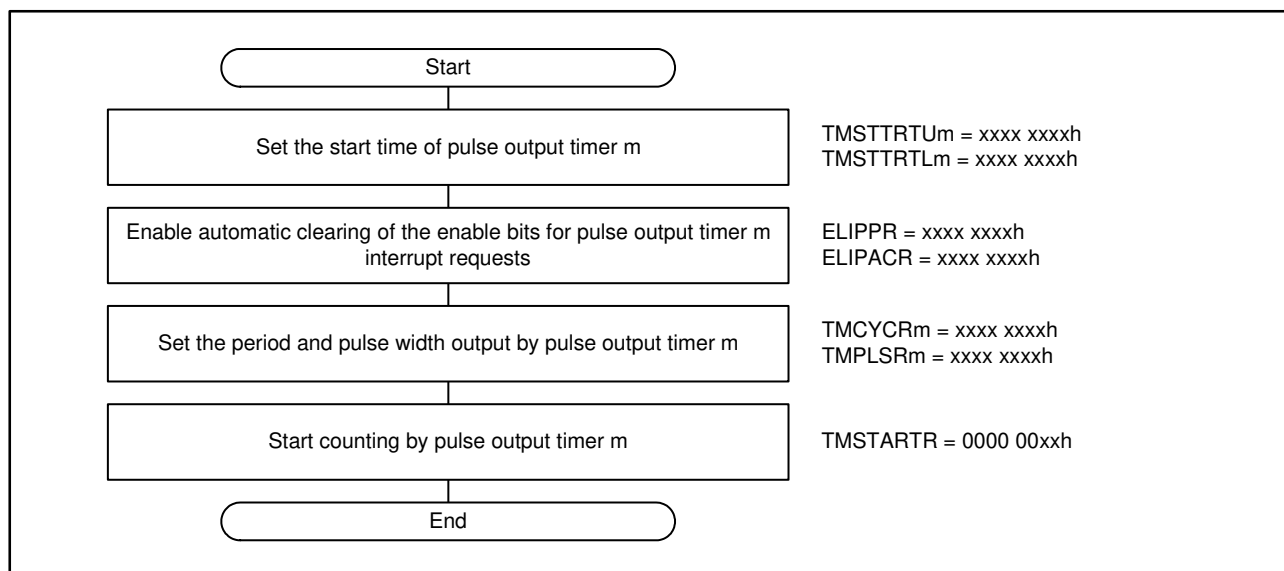 Start
Set the start time of pulse output timer m
TMSTTRTUm = xxxx xxxxh
TMSTTRTLm = xxxx xxxxh
Enable automatic clearing of the enable bits for pulse output timer m
interrupt requests
ELIPPR = xxxx xxxxh
ELIPACR = xxxx xxxxh
Set the period and pulse width output by pulse output timer m
TMCYCRm = xxxx xxxxh
TMPLSRm = xxxx xxxxh
Start counting by pulse output timer m
TMSTARTR = 0000 00xxh
End